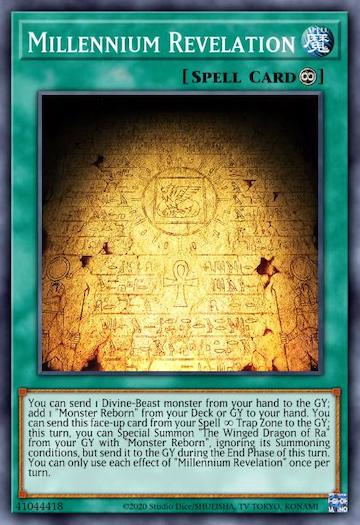 MILLENNIUM REVELATION
魔
[SPELL CARD∞]
You can send 1 Divine-Beast monster from your hand to the GY;
add 1 "Monster Reborn" from your Deck or GY to your hand. You
can send this face-up card from your Spell & Trap Zone to the GY;
this turn, you can Special Summon "The Winged Dragon of Ra"
from your GY with "Monster Reborn", ignoring its Summoning
conditions, but send it to the GY during the End Phase of this turn.
You can only use each effect of "Millennium Revelation" once per
turn.
41044418
©2020 Studio Dice/SHUEISHA, TV TOKYO, KONAMI